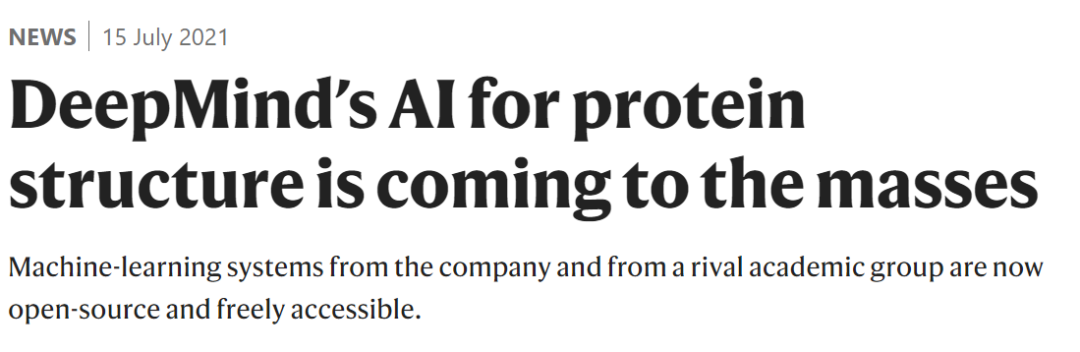 NEWS | 15 July 2021
DeepMind’s AI for protein
structure is coming to the masses
Machine-learning systems from the company and from a rival academic group are now
open-source and freely accessible.